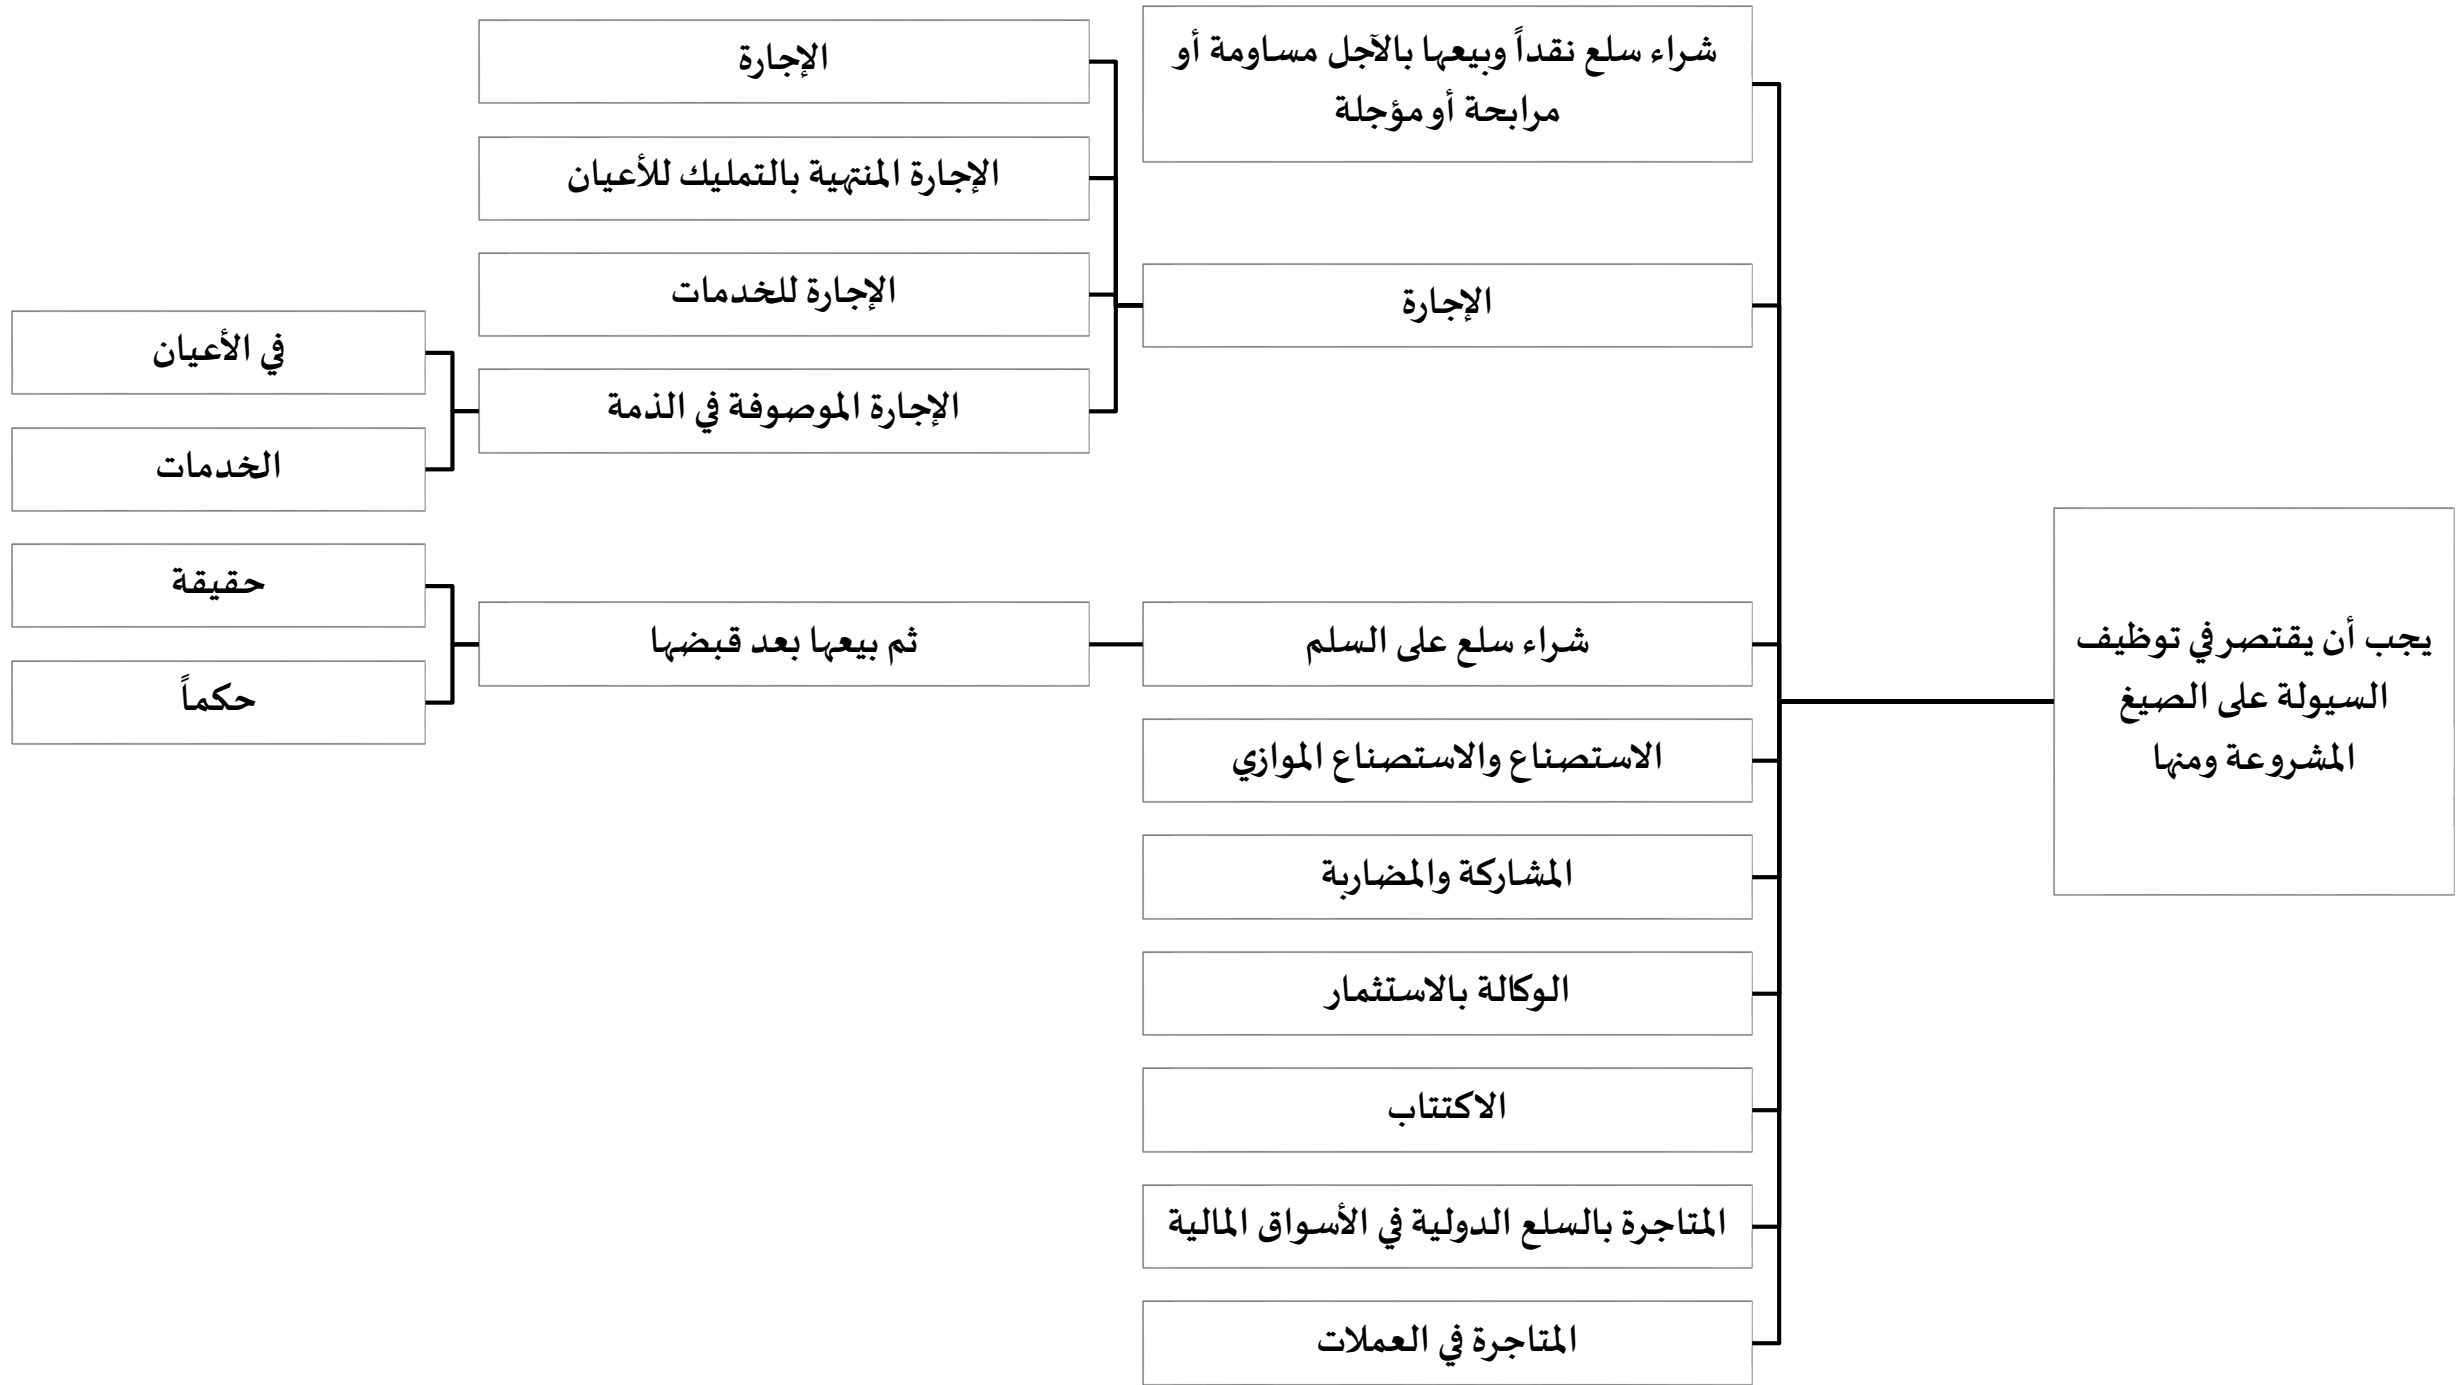 يجب أن يقتصر في توظيف
السيولة على الصيغ
المشروعة ومنها
شراء سلع نقداً وبيعها بالآجل مساومة أو
مرابحة أو مؤجلة
الإجارة
الإجارة
الإجارة المنتهية بالتمليك للأعيان
الإجارة للخدمات
الإجارة الموصوفة في الذمة
في الأعيان
الخدمات
شراء سلع على السلم
ثم بيعها بعد قبضها
حقيقة
حكماً
الاستصناع والاستصناع الموازي
المشاركة والمضاربة
الوكالة بالاستثمار
الاكتتاب
المتاجرة بالسلع الدولية في الأسواق المالية
المتاجرة في العملات